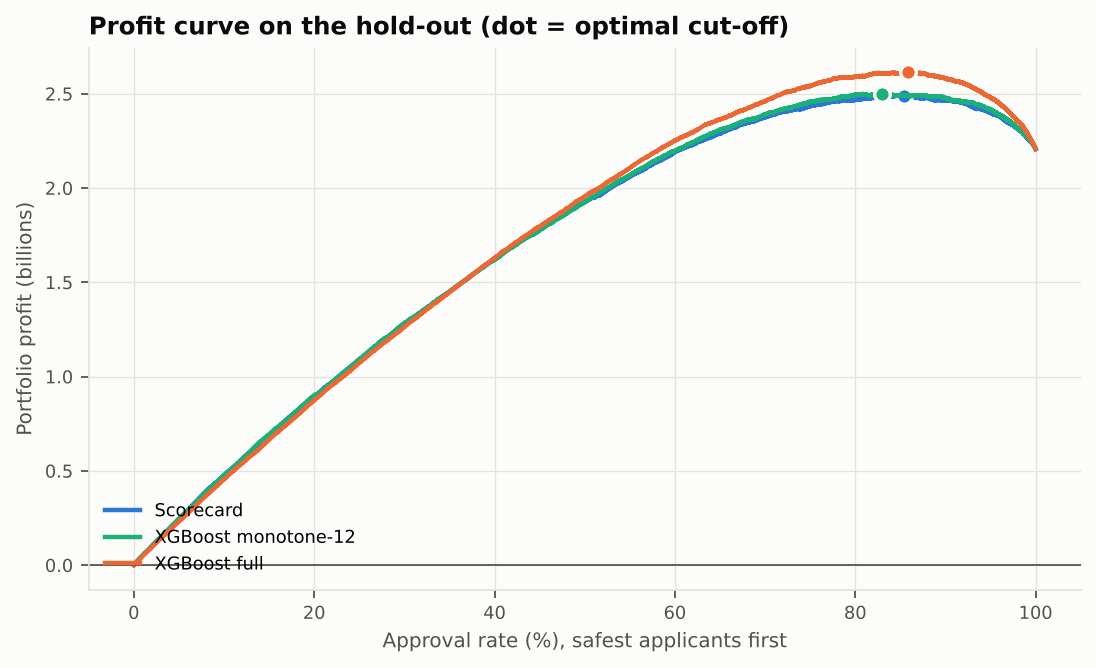 Profit curve on the hold-out (dot = optimal cut-off)
Portfolio profit (billions)
2.5
2.0
1.5
1.0
0.5
0.0
Scorecard
XGBoost monotone-12
XGBoost full
0 20 40 60 80 100
Approval rate (%), safest applicants first